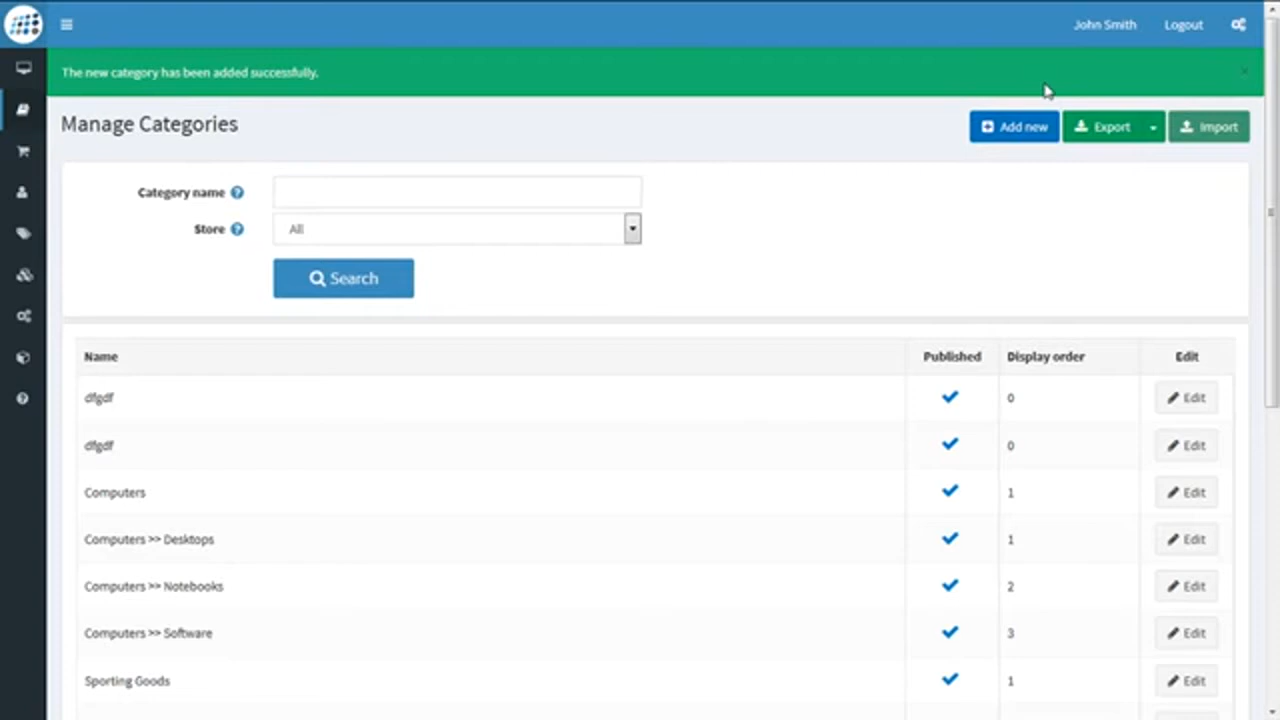 John Smith Logout
The new category has been added successfully.
Manage Categories
Add new Export Import
Category name
Store All
Search
Name Published Display order Edit
dfgdf 0 Edit
dfgdf 0 Edit
Computers 1 Edit
Computers >> Desktops 1 Edit
Computers >> Notebooks 2 Edit
Computers >> Software 3 Edit
Sporting Goods 1 Edit